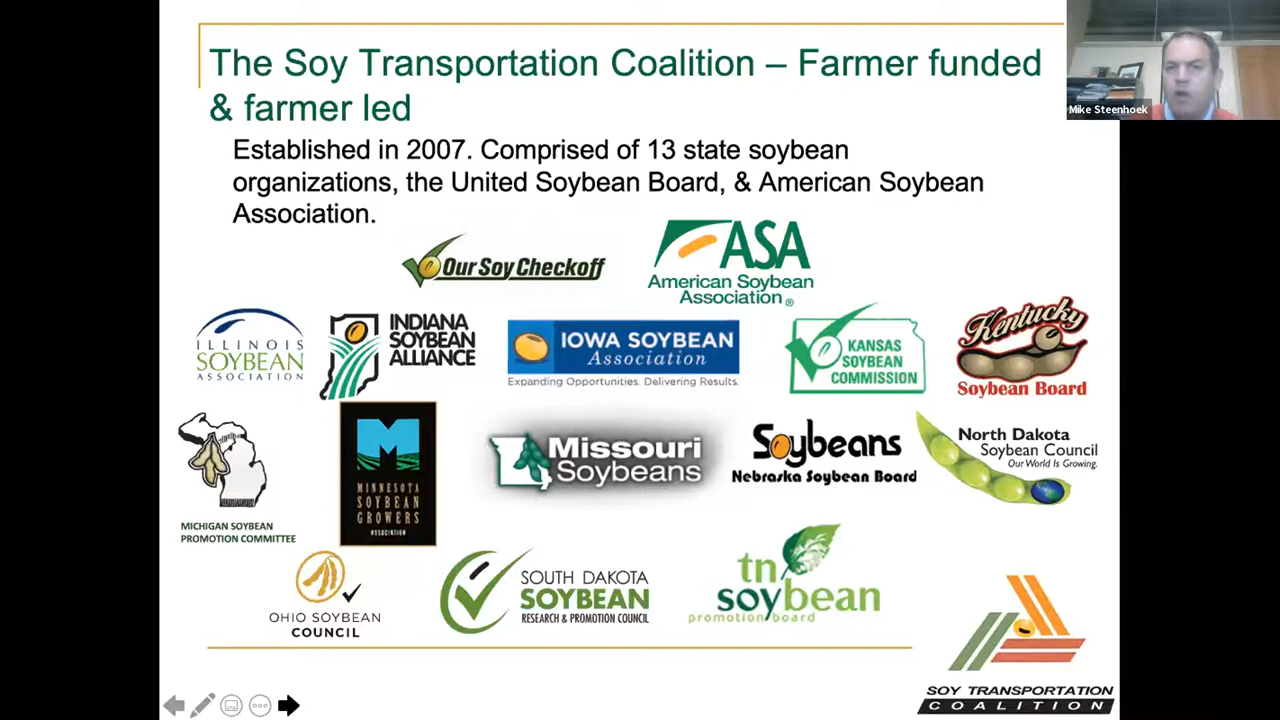 The Soy Transportation Coalition – Farmer funded
& farmer led
Mike Steenhoek
Established in 2007. Comprised of 13 state soybean
organizations, the United Soybean Board, & American Soybean
Association.
Our Soy Checkoff
ASA
American Soybean
Association®
ILLINOIS
SOYBEAN
ASSOCIATION
INDIANA
SOYBEAN
ALLIANCE
IOWA SOYBEAN
Association
Expanding Opportunities. Delivering Results.
KANSAS
SOYBEAN
COMMISSION
Kentucky
Soybean Board
MICHIGAN SOYBEAN
PROMOTION COMMITTEE
M
MINNESOTA
SOYBEAN
GROWERS
ASSOCIATION
Missouri
Soybeans
Soybeans
Nebraska Soybean Board
North Dakota
Soybean Council
Our World Is Growing.
OHIO SOYBEAN
COUNCIL
SOUTH DAKOTA
SOYBEAN
RESEARCH & PROMOTION COUNCIL
tn
soybean
promotion board
SOY TRANSPORTATION
COALITION